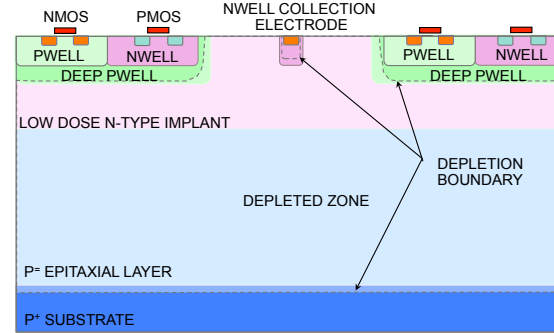 NMOS PMOS NWELL COLLECTION
ELECTRODE
PWELL NWELL PWELL NWELL
DEEP PWELL DEEP PWELL
LOW DOSE N-TYPE IMPLANT
DEPLETION
BOUNDARY
DEPLETED ZONE
P⁼ EPITAXIAL LAYER
P⁺ SUBSTRATE